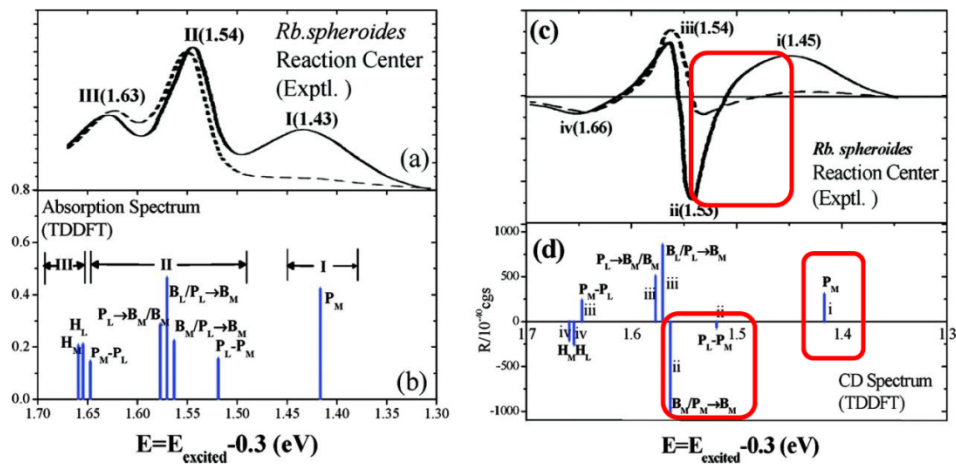 II(1.54)
Rb.spheroides
Reaction Center
(Exptl. )
III(1.63)
I(1.43)
(a)
0.8
Absorption Spectrum
(TDDFT)
0.6
III
II
I
0.4
B_L/P_L→B_M
P_M
P_L→B_M/B_M
H_L
B_M/P_L→B_M
0.2
H_M
P_M-P_L
P_L-P_M
(b)
0.0
1.70 1.65 1.60 1.55 1.50 1.45 1.40 1.35 1.30
E=E_excited-0.3 (eV)
(c)
iii(1.54)
i(1.45)
iv(1.66)
Rb. spheroides
Reaction Center
(Exptl. )
ii(1.53)
1000
(d)
B_L/P_L→B_M
P_L→B_M/B_M
500
P_M-P_L
P_M
iii
iii
iii
ii
i
0
1.7 1.6 1.5 1.4 1.3
iv
iv
H_M H_L
P_L-P_M
R/10⁻⁴⁰cgs
ii
-500
CD Spectrum
(TDDFT)
B_M/P_M→B_M
-1000
E=E_excited-0.3 (eV)